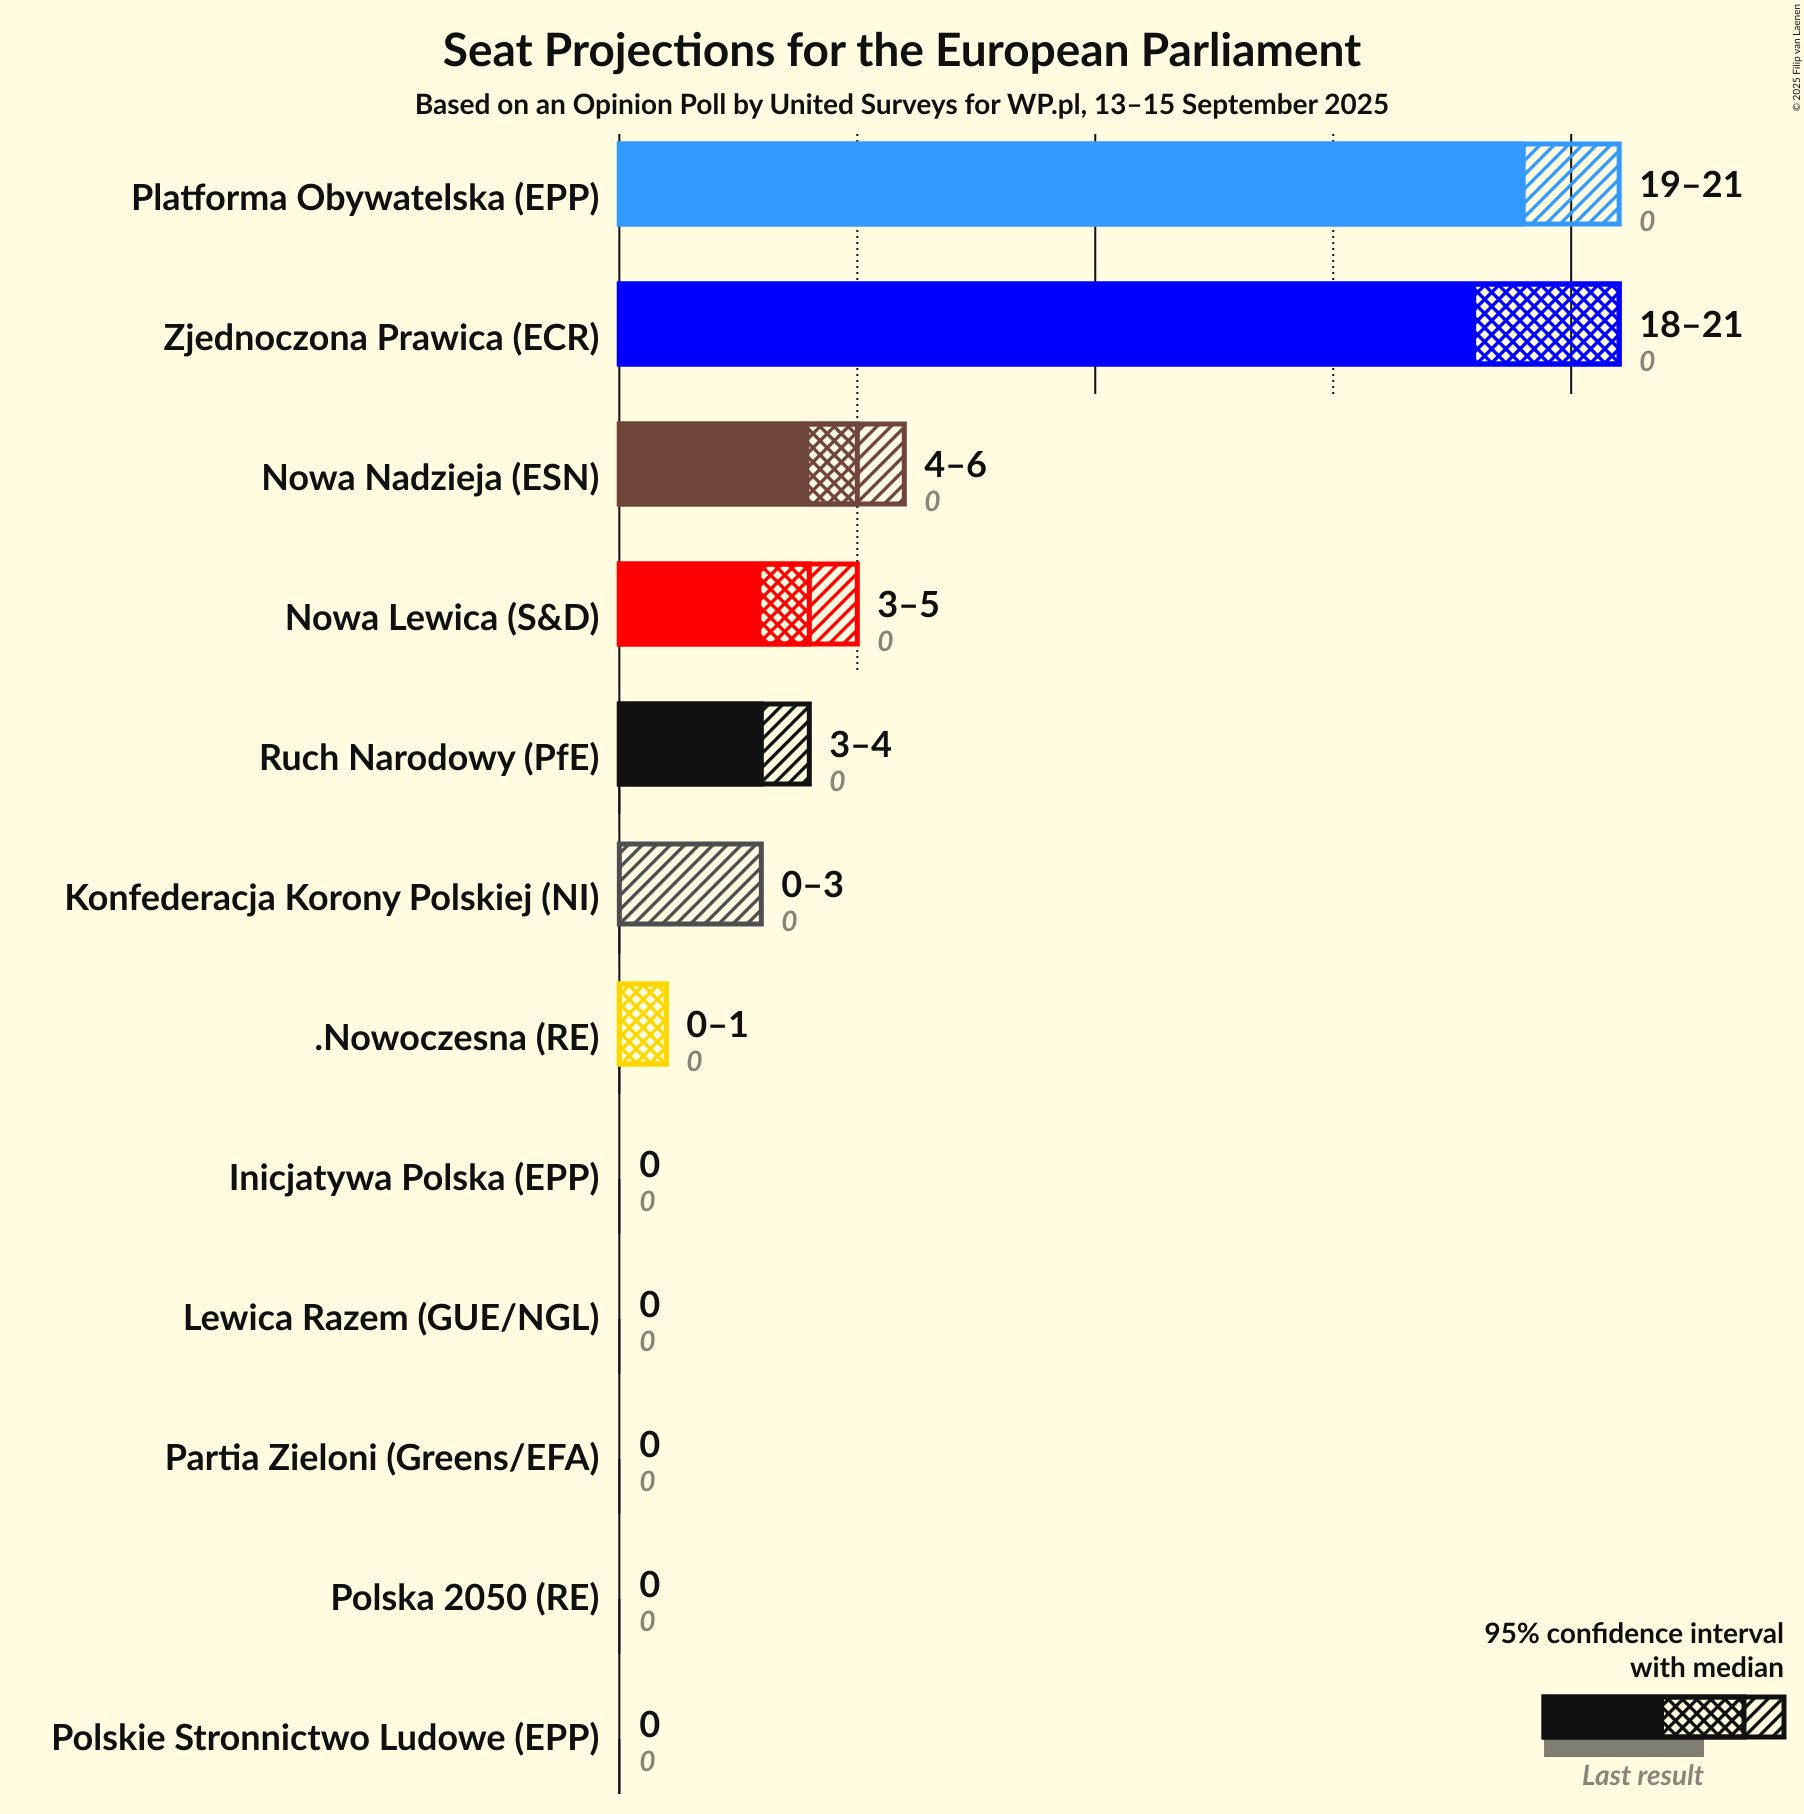 Seat Projections for the European Parliament
Based on an Opinion Poll by United Surveys for WP.pl, 13–15 September 2025
© 2025 Filip van Laenen
Platforma Obywatelska (EPP)
19–21
0
Zjednoczona Prawica (ECR)
18–21
0
Nowa Nadzieja (ESN)
4–6
0
Nowa Lewica (S&D)
3–5
0
Ruch Narodowy (PfE)
3–4
0
Konfederacja Korony Polskiej (NI)
0–3
0
.Nowoczesna (RE)
0–1
0
Inicjatywa Polska (EPP)
0
0
Lewica Razem (GUE/NGL)
0
0
Partia Zieloni (Greens/EFA)
0
0
Polska 2050 (RE)
0
0
Polskie Stronnictwo Ludowe (EPP)
0
0
95% confidence interval
with median
Last result